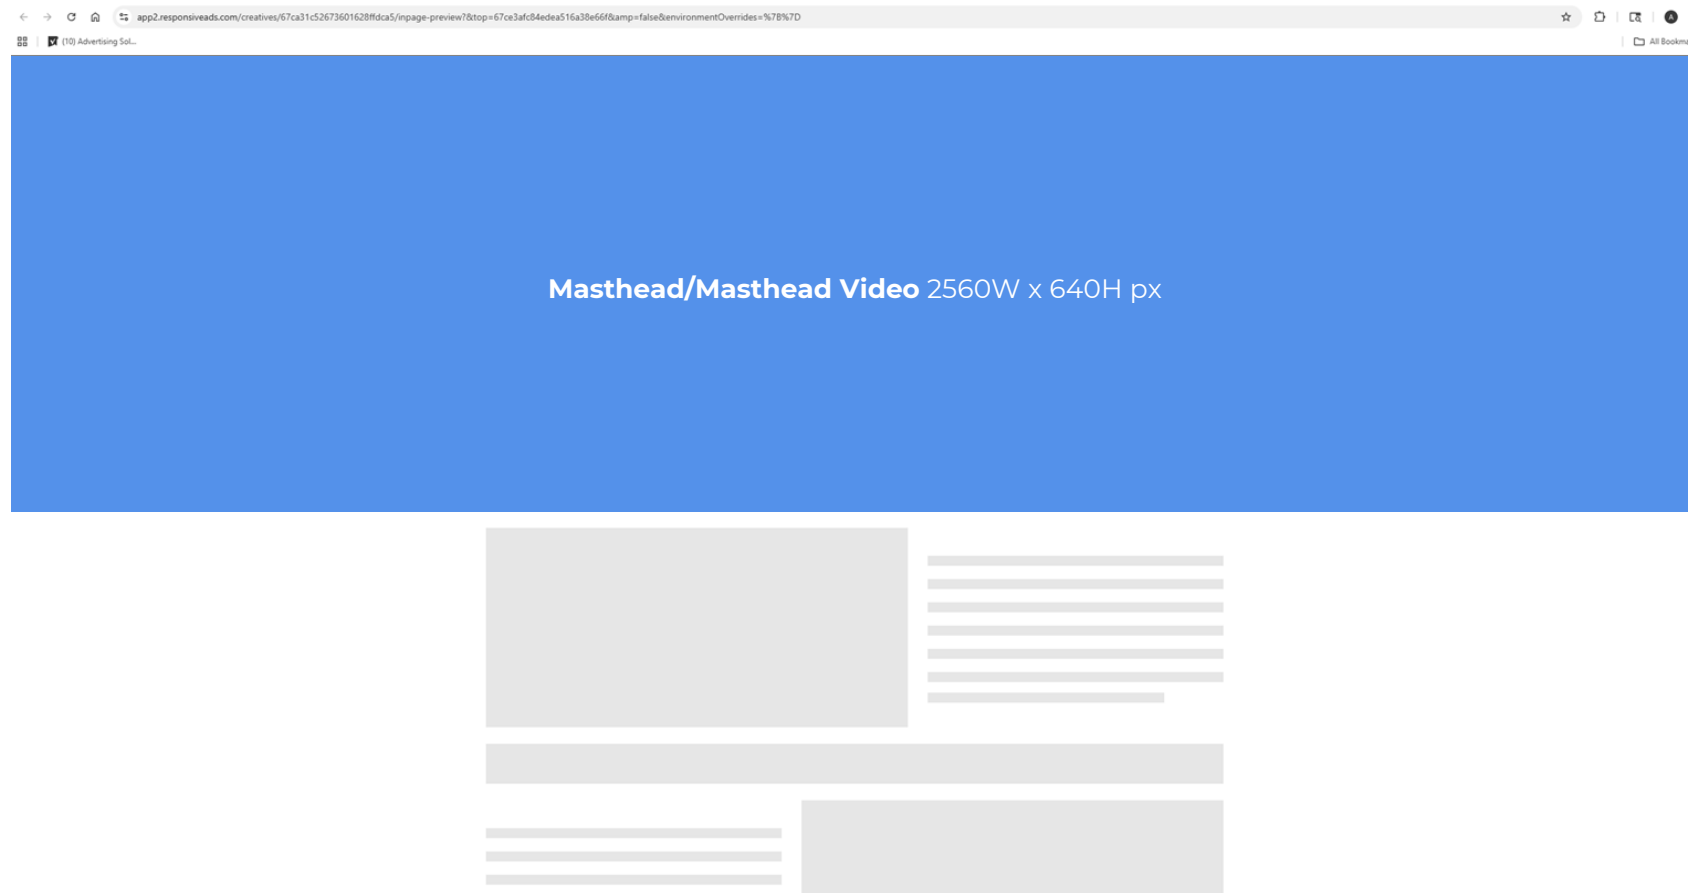 app2.responsiveads.com/creatives/67ca31c52673601628ffdca5/inpage-preview?&top=67ce3afc84edea516a38e66f&amp=false&environmentOverrides=%7B%7D
A
(10) Advertising Sol...
All Bookma
Masthead/Masthead Video 2560W x 640H px